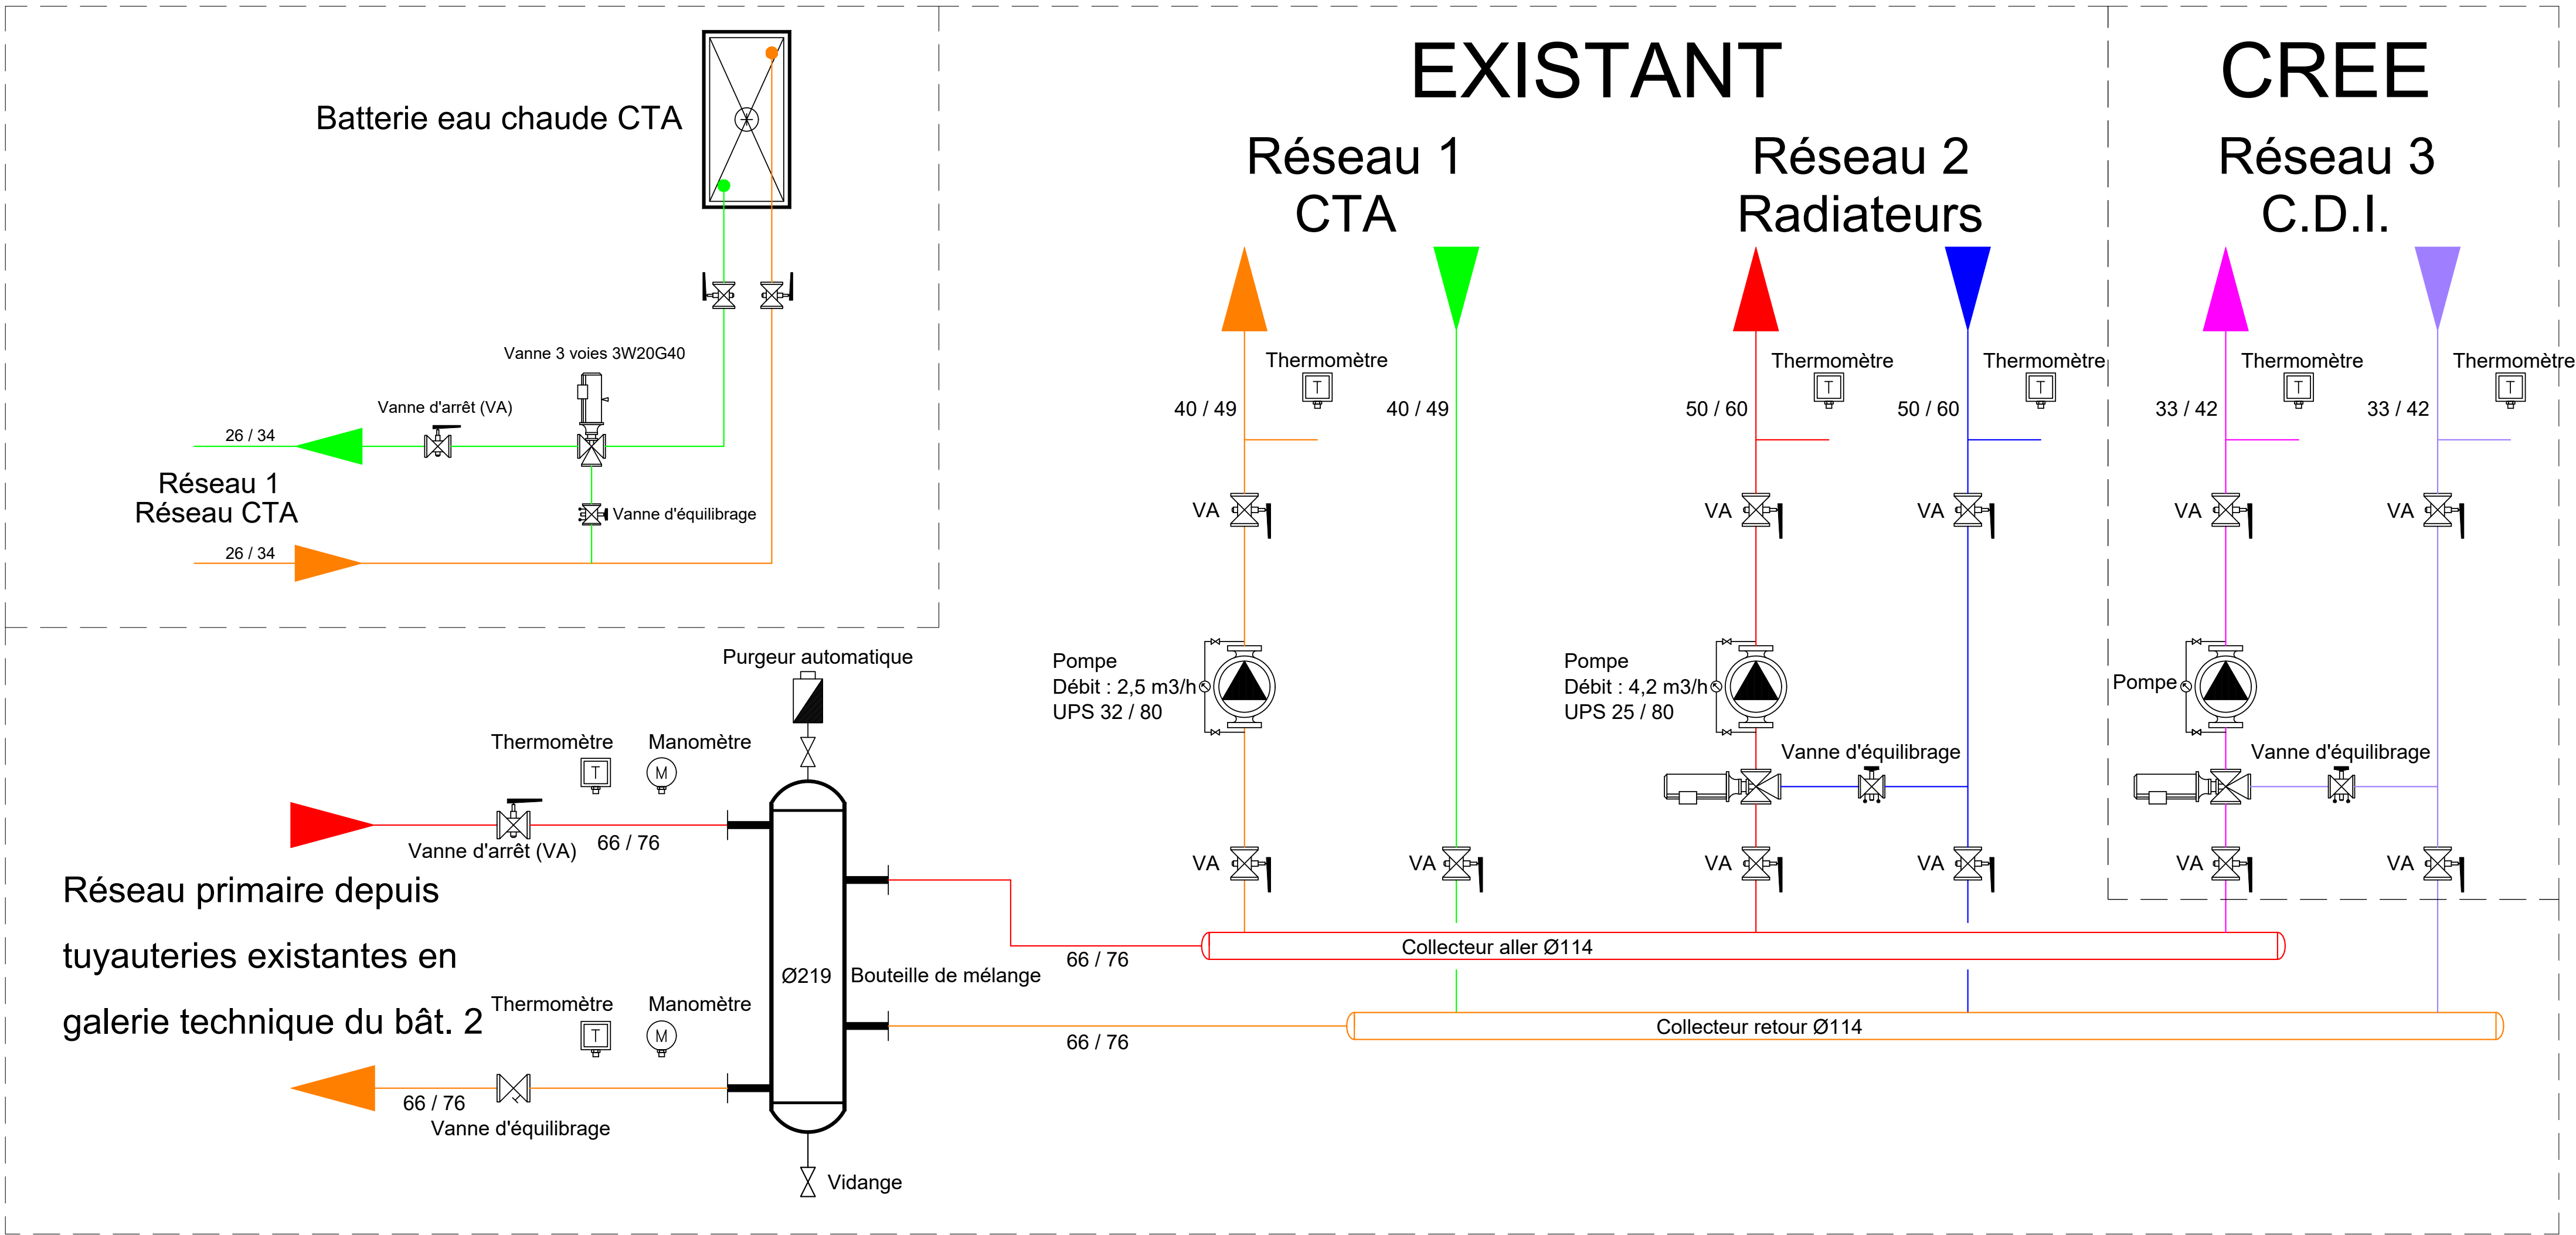 EXISTANT
CREE
Batterie eau chaude CTA
Réseau 1
CTA
Réseau 2
Radiateurs
Réseau 3
C.D.I.
Vanne 3 voies 3W20G40
Vanne d'arrêt (VA)
26 / 34
Réseau 1
Réseau CTA
Vanne d'équilibrage
26 / 34
Thermomètre
T
40 / 49
40 / 49
Thermomètre
T
50 / 60
Thermomètre
T
50 / 60
Thermomètre
T
33 / 42
Thermomètre
T
33 / 42
VA
VA
VA
VA
VA
Pompe
Débit : 2,5 m3/h
UPS 32 / 80
Pompe
Débit : 4,2 m3/h
UPS 25 / 80
Pompe
Vanne d'équilibrage
Vanne d'équilibrage
VA
VA
VA
VA
VA
VA
Purgeur automatique
Thermomètre
T
Manomètre
M
Vanne d'arrêt (VA)
66 / 76
Réseau primaire depuis
tuyauteries existantes en
galerie technique du bât. 2
Ø219
Bouteille de mélange
66 / 76
Collecteur aller Ø114
Thermomètre
T
Manomètre
M
66 / 76
Collecteur retour Ø114
66 / 76
Vanne d'équilibrage
Vidange